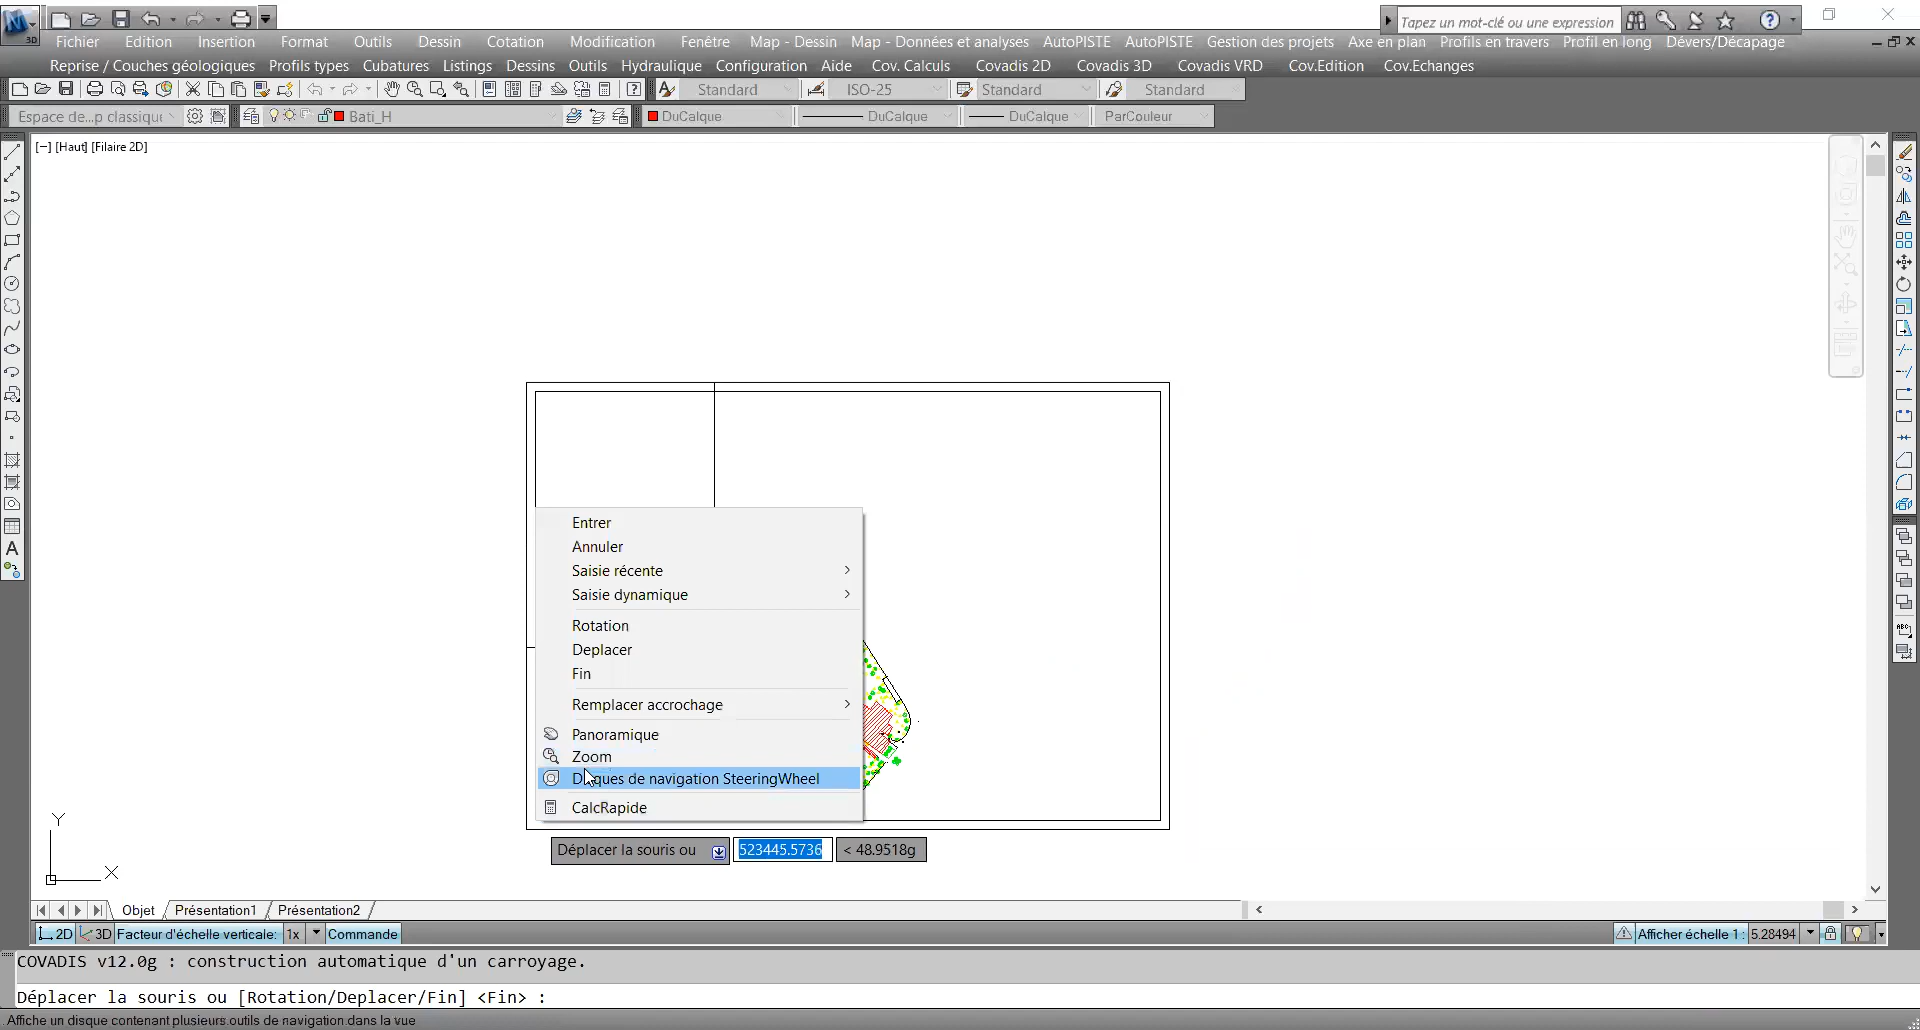 3D
Tapez un mot-clé ou une expression
Fichier Edition Insertion Format Outils Dessin Cotation Modification Fenêtre Map - Dessin Map - Données et analyses AutoPISTE AutoPISTE Gestion des projets Axe en plan Profils en travers Profil en long Dévers/Décapage
Reprise / Couches géologiques Profils types Cubatures Listings Dessins Outils Hydraulique Configuration Aide Cov. Calculs Covadis 2D Covadis 3D Covadis VRD Cov.Edition Cov.Echanges
Standard ISO-25 Standard Standard
Espace de...p classique Bati_H DuCalque DuCalque DuCalque ParCouleur
[−] [Haut] [Filaire 2D]
Entrer
Annuler
Saisie récente
Saisie dynamique
Rotation
Deplacer
Fin
Remplacer accrochage
Panoramique
Zoom
Disques de navigation SteeringWheel
CalcRapide
Déplacer la souris ou 523445.5736 < 48.9518g
Y
X
Objet Présentation1 Présentation2
2D 3D Facteur d'échelle verticale: 1x Commande Afficher échelle 1 : 5.28494
COVADIS v12.0g : construction automatique d'un carroyage.
Déplacer la souris ou [Rotation/Deplacer/Fin] <Fin> :
Affiche un disque contenant plusieurs outils de navigation dans la vue